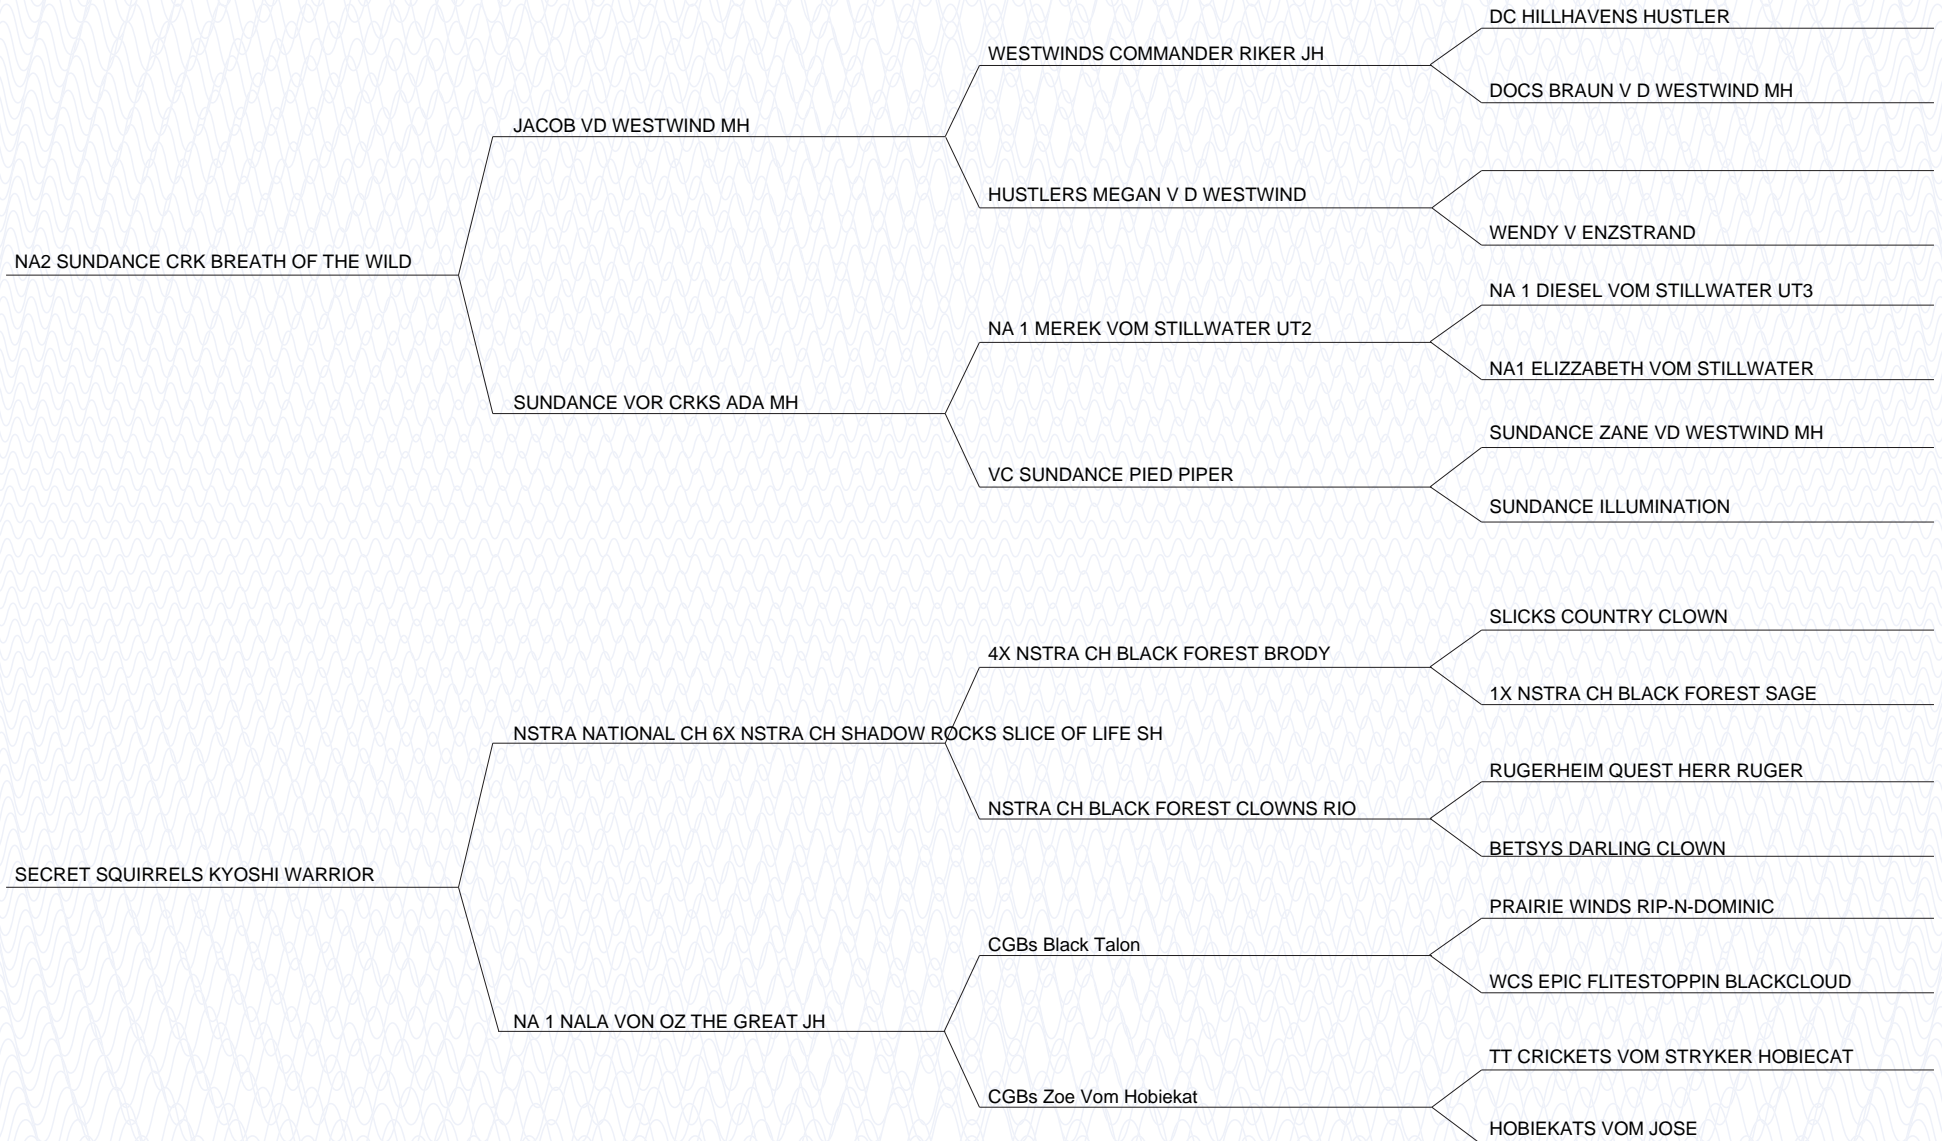 DC HILLHAVENS HUSTLER
WESTWINDS COMMANDER RIKER JH
DOCS BRAUN V D WESTWIND MH
JACOB VD WESTWIND MH
HUSTLERS MEGAN V D WESTWIND
WENDY V ENZSTRAND
NA2 SUNDANCE CRK BREATH OF THE WILD
NA 1 DIESEL VOM STILLWATER UT3
NA 1 MEREK VOM STILLWATER UT2
NA1 ELIZZABETH VOM STILLWATER
SUNDANCE VOR CRKS ADA MH
SUNDANCE ZANE VD WESTWIND MH
VC SUNDANCE PIED PIPER
SUNDANCE ILLUMINATION
SLICKS COUNTRY CLOWN
4X NSTRA CH BLACK FOREST BRODY
1X NSTRA CH BLACK FOREST SAGE
NSTRA NATIONAL CH 6X NSTRA CH SHADOW ROCKS SLICE OF LIFE SH
RUGERHEIM QUEST HERR RUGER
NSTRA CH BLACK FOREST CLOWNS RIO
BETSYS DARLING CLOWN
SECRET SQUIRRELS KYOSHI WARRIOR
PRAIRIE WINDS RIP-N-DOMINIC
CGBs Black Talon
WCS EPIC FLITESTOPPIN BLACKCLOUD
NA 1 NALA VON OZ THE GREAT JH
TT CRICKETS VOM STRYKER HOBIECAT
CGBs Zoe Vom Hobiekat
HOBIEKATS VOM JOSE